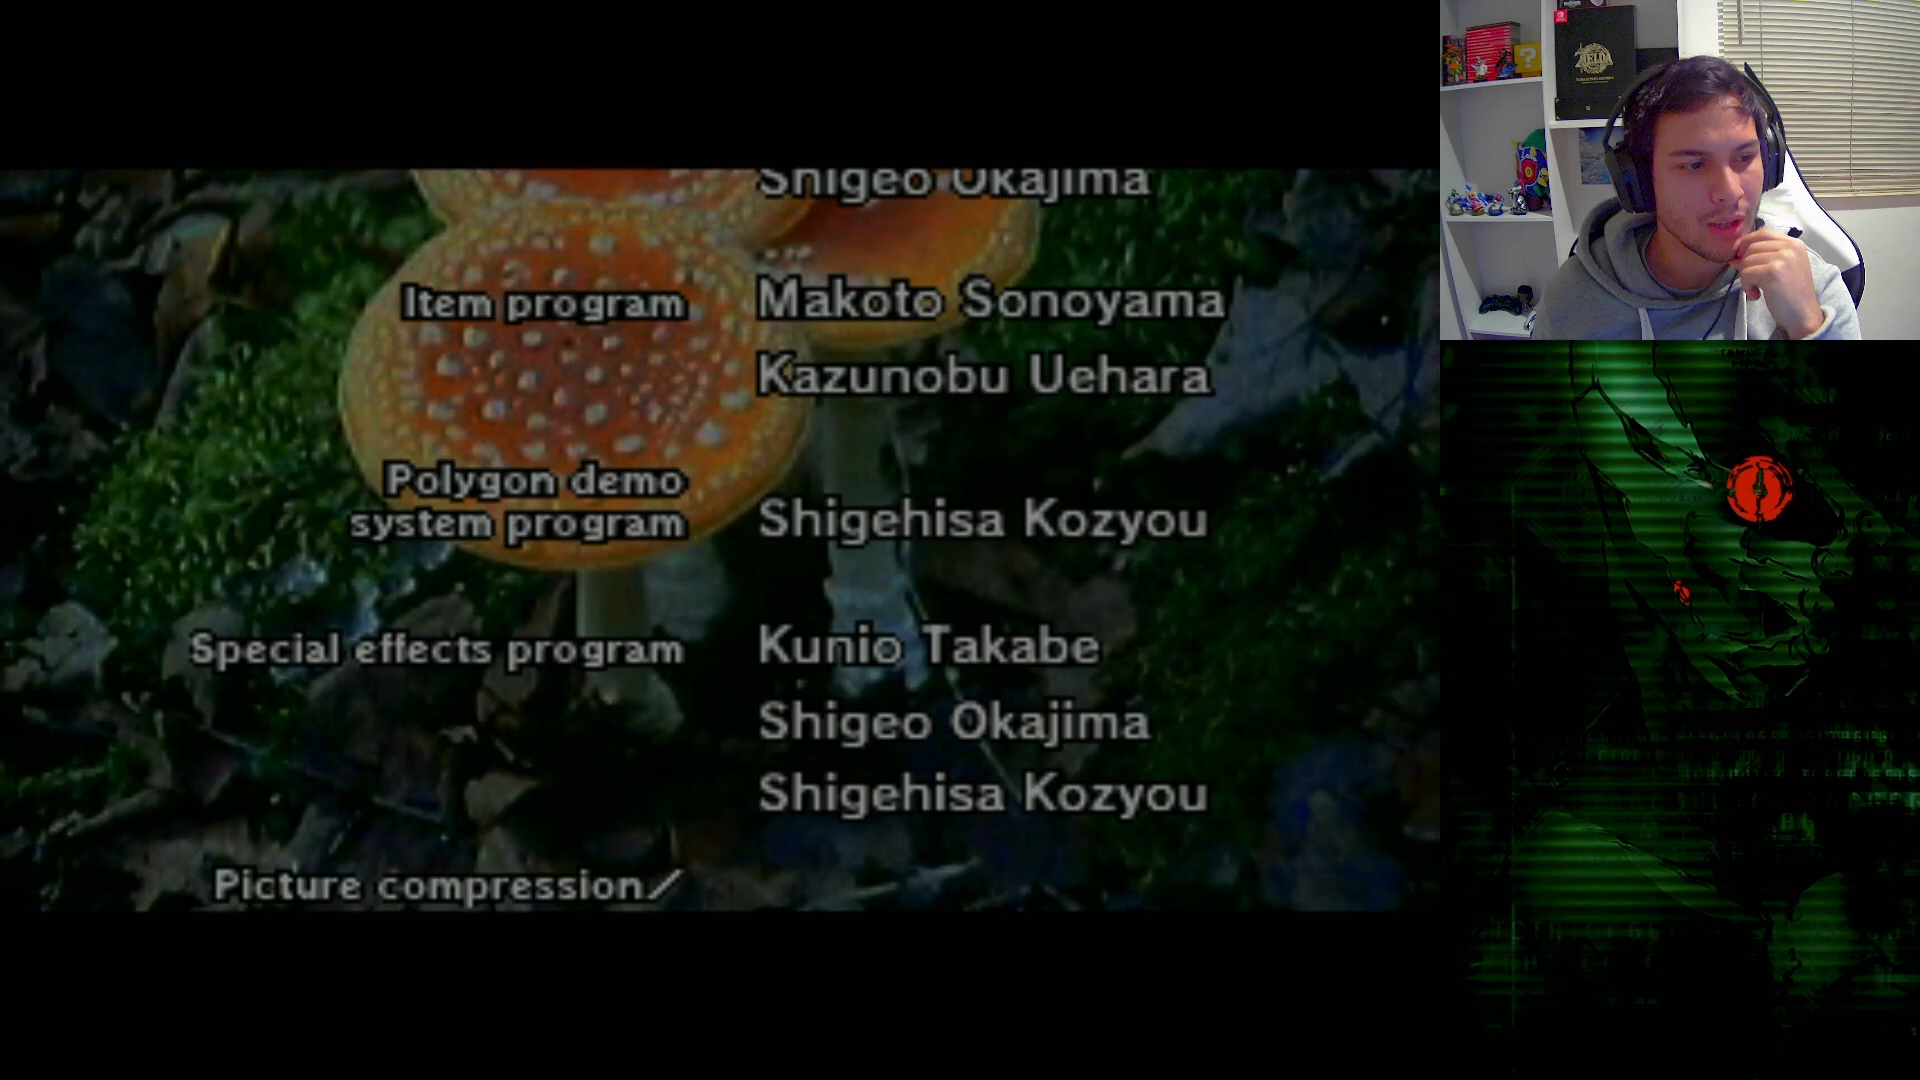 Shigeo Okajima
Item program Makoto Sonoyama
Kazunobu Uehara
Polygon demo
system program Shigehisa Kozyou
Special effects program Kunio Takabe
Shigeo Okajima
Shigehisa Kozyou
Picture compression/
ZELDA
?